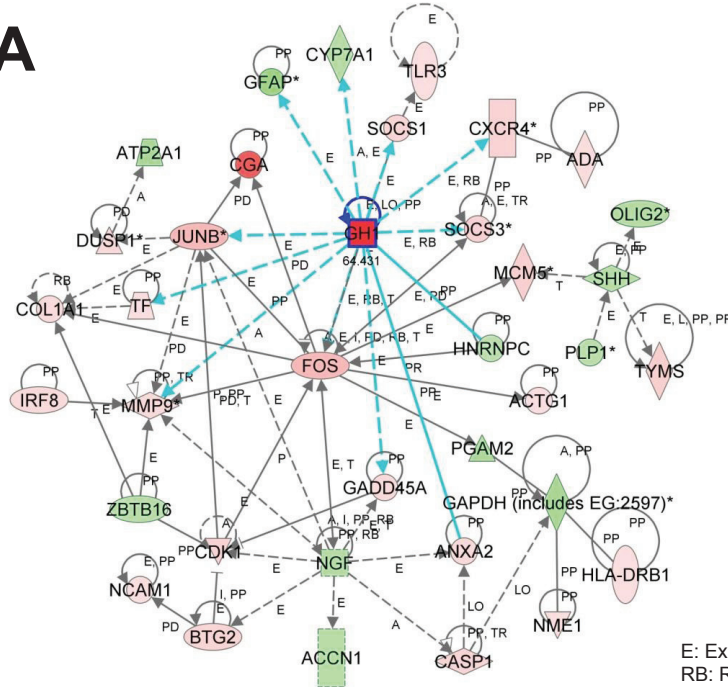 A
E
PP
CYP7A1
GFAP*
TLR3
E
SOCS1
CXCR4*
PP
ATP2A1
PP
CGA
A, E
E
E
PP
ADA
A
PD
E, RB
PP
PD
E, LO, PP
A, E, TR
OLIG2*
DUSP1*
E
JUNB*
GH1
E, RB
SOCS3*
64.431
E
PD
MCM5*
T
SHH
RB
COL1A1
TF
PP
E
PP
E, RB, T
E
E
T
E, L, PP, PP
PD
A
A, E, I, PD, RB, T
HNRNPC
PP
PLP1*
TYMS
PP
PP, TR
FOS
E
PR
IRF8
T
E
MMP9*
PD, T
E
PP
E
PP
ACTG1
E
P
E, T
PGAM2
A, PP
PP
ZBTB16
E
PP
GADD45A
PP
GAPDH (includes EG:2597)*
PP
A
PP, RB
PP
PP
CDK1
NGF
ANXA2
PP
E, PP
E
E
PP
HLA-DRB1
NCAM1
I, PP
E
LO
LO
PP
PP
PD
E
E
A
PP, TR
NME1
BTG2
ACCN1
CASP1
E: Ex
RB: R